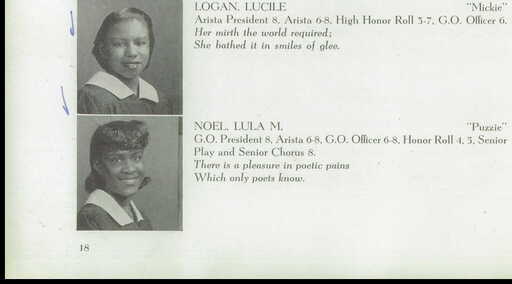 LOGAN, LUCILE "Mickie"
Arista President 8, Arista 6-8, High Honor Roll 3-7, G.O. Officer 6.
Her mirth the world required;
She bathed it in smiles of glee.
NOEL, LULA M. "Puzzie"
G.O. President 8, Arista 6-8, G.O. Officer 6-8, Honor Roll 4, 5, Senior
Play and Senior Chorus 8.
There is a pleasure in poetic pains
Which only poets know.
18